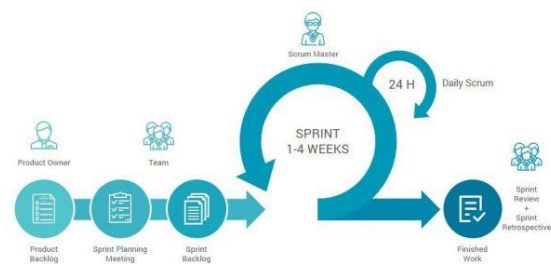 Scrum Master
24 H
Daily Scrum
SPRINT
1-4 WEEKS
Product Owner
Team
Product
Backlog
Sprint Planning
Meeting
Sprint
Backlog
Finished
Work
Sprint
Review
+
Sprint
Retrospective